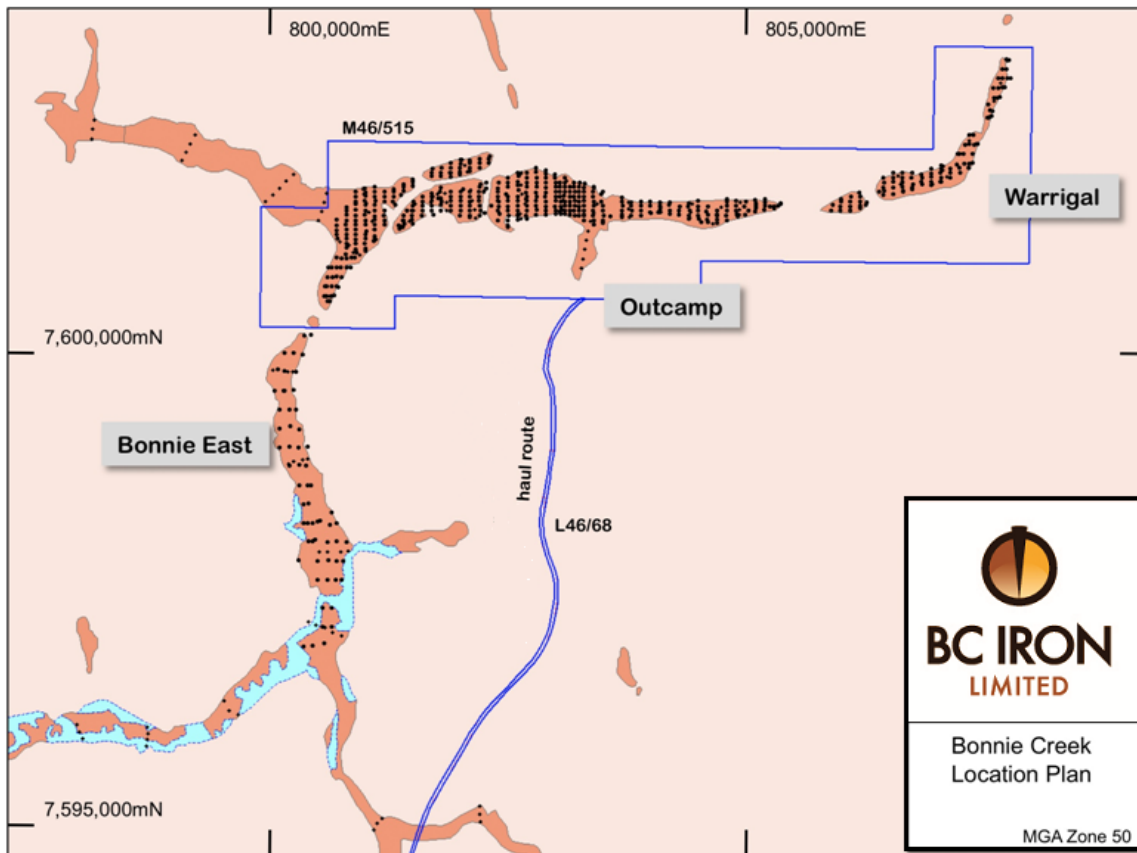 800,000mE
805,000mE
M46/515
Warrigal
Outcamp
7,600,000mN
Bonnie East
haul route
L46/68
BC IRON
LIMITED
Bonnie Creek
Location Plan
7,595,000mN
MGA Zone 50